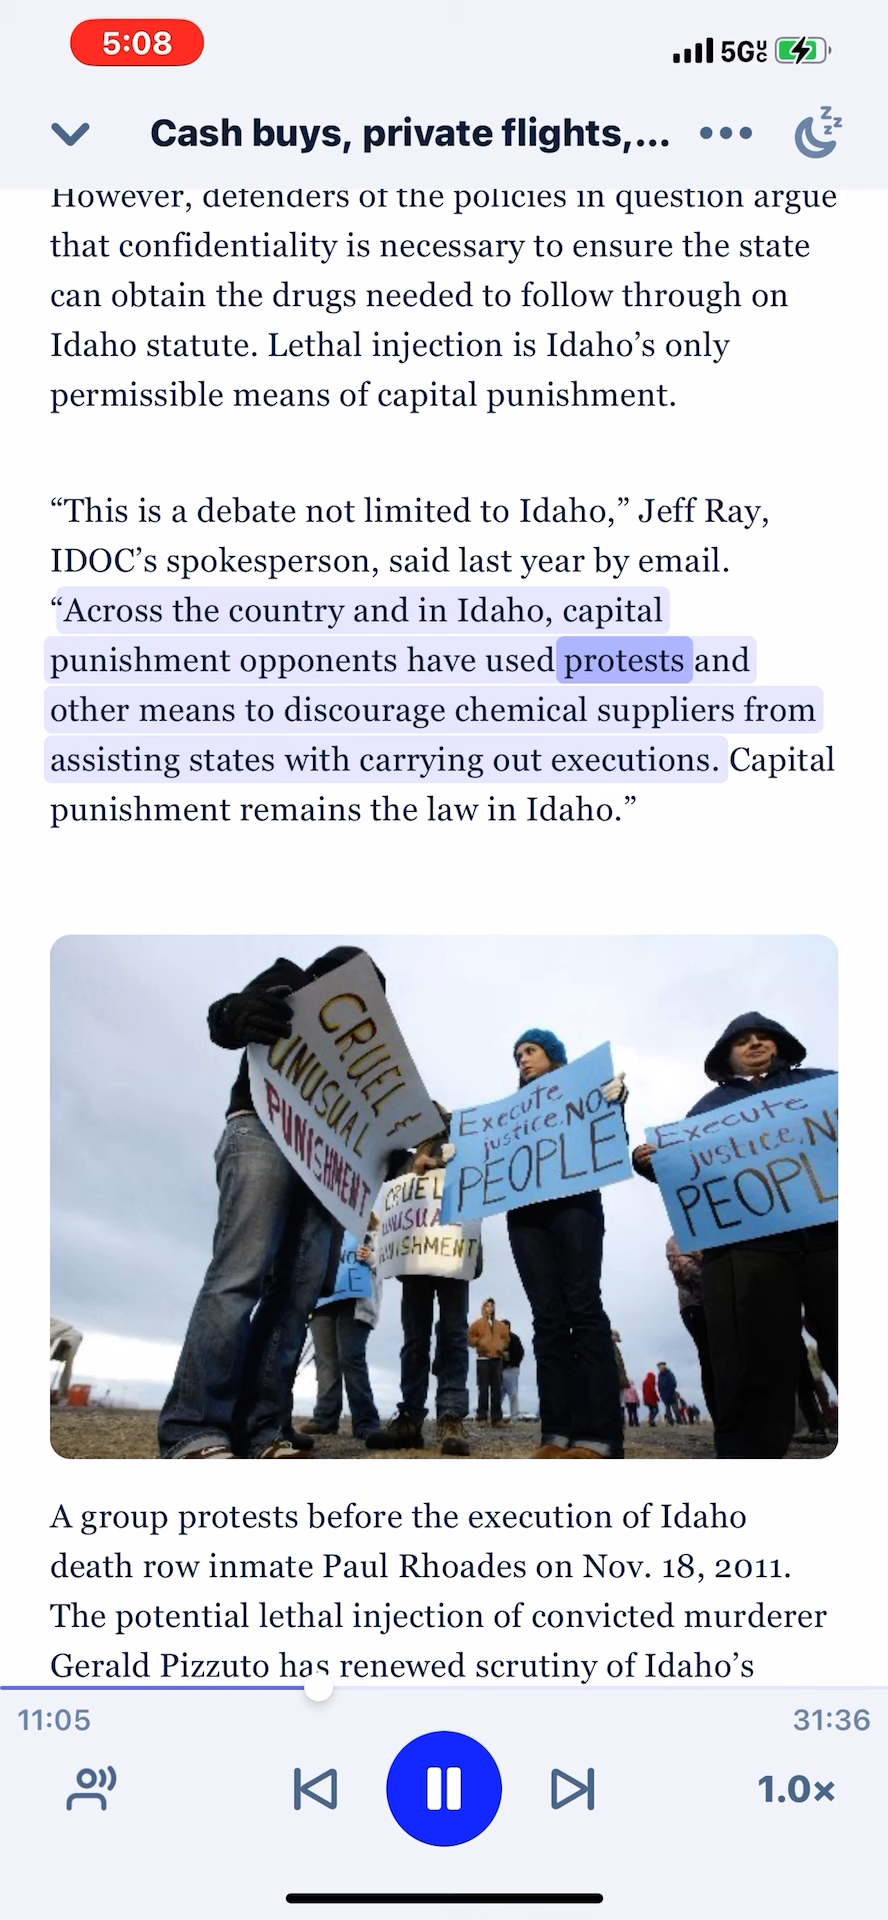 5:08
5G
Cash buys, private flights,...
However, defenders of the policies in question argue
that confidentiality is necessary to ensure the state
can obtain the drugs needed to follow through on
Idaho statute. Lethal injection is Idaho’s only
permissible means of capital punishment.
“This is a debate not limited to Idaho,” Jeff Ray,
IDOC’s spokesperson, said last year by email.
“Across the country and in Idaho, capital
punishment opponents have used protests and
other means to discourage chemical suppliers from
assisting states with carrying out executions. Capital
punishment remains the law in Idaho.”
CRUEL &
UNUSUAL
PUNISHMENT
CRUEL
UNUSUA
PUNISHMENT
NO
E
Execute
justice, NOT
PEOPLE
Execute
justice, N
PEOPL
A group protests before the execution of Idaho
death row inmate Paul Rhoades on Nov. 18, 2011.
The potential lethal injection of convicted murderer
Gerald Pizzuto has renewed scrutiny of Idaho’s
11:05
31:36
1.0×